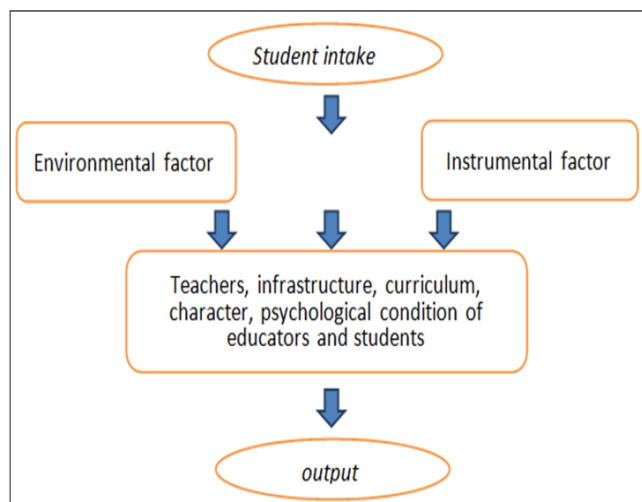 Student intake
Environmental factor
Instrumental factor
Teachers, infrastructure, curriculum,
character, psychological condition of
educators and students
output